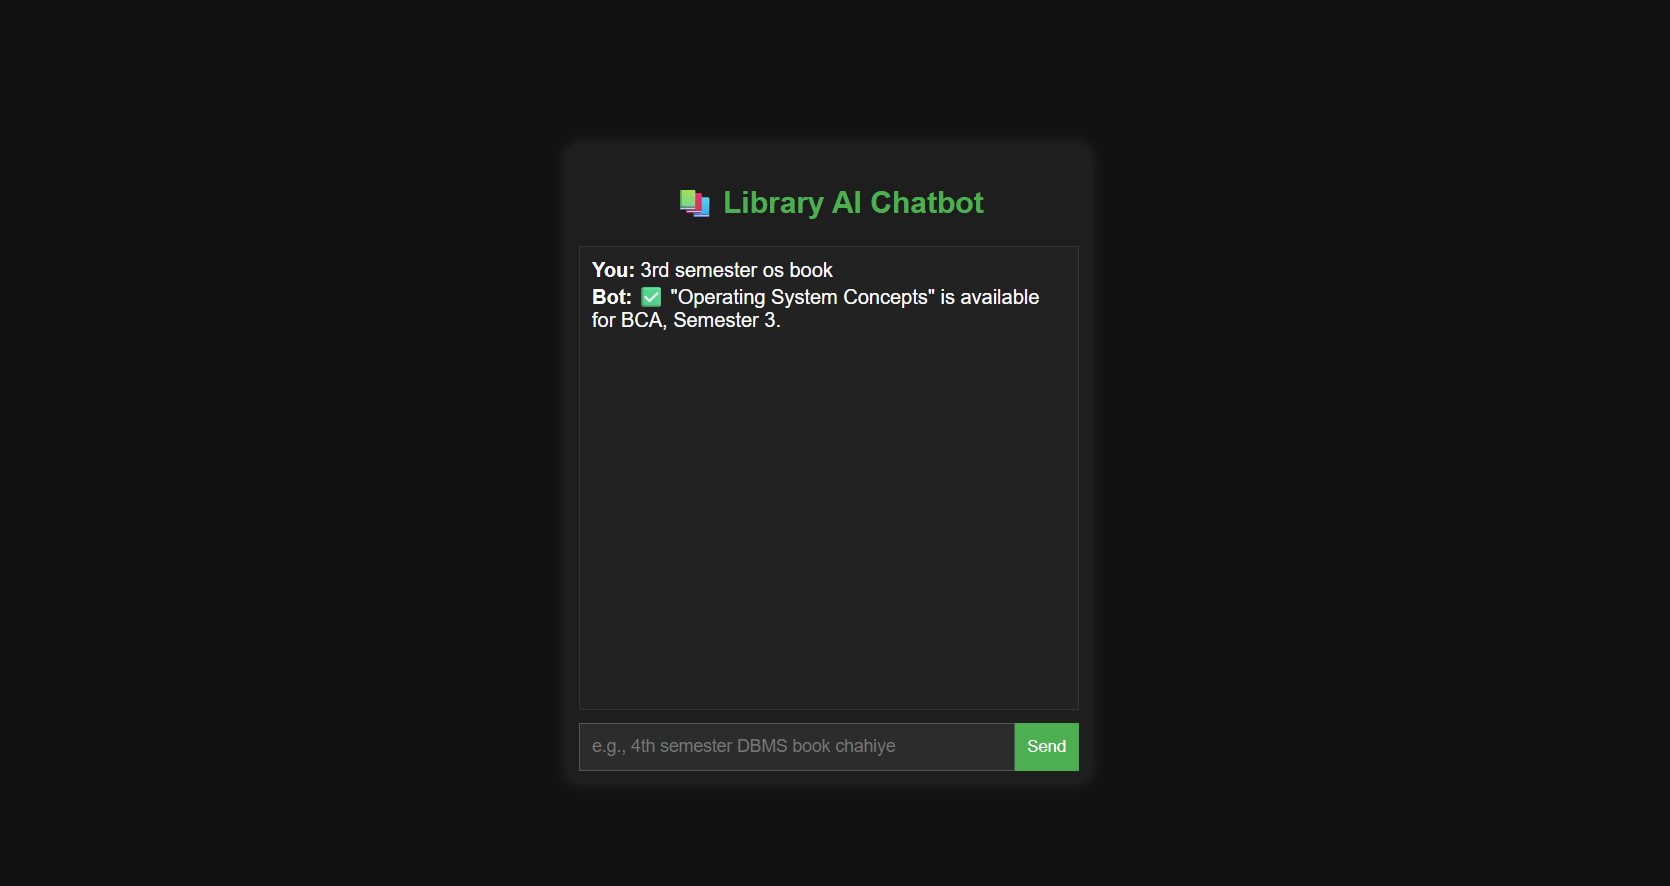 📚 Library AI Chatbot
You: 3rd semester os book
Bot: ✅ "Operating System Concepts" is available
for BCA, Semester 3.
e.g., 4th semester DBMS book chahiye
Send